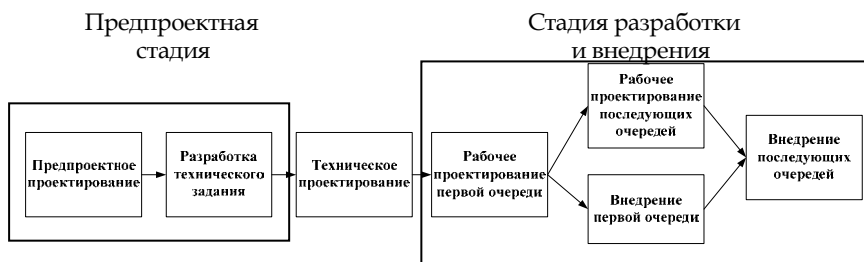 Предпроектная
стадия
Стадия разработки
и внедрения
Предпроектное
проектирование
Разработка
технического
задания
Техническое
проектирование
Рабочее
проектирование
первой очереди
Рабочее
проектирование
последующих
очередей
Внедрение
первой очереди
Внедрение
последующих
очередей